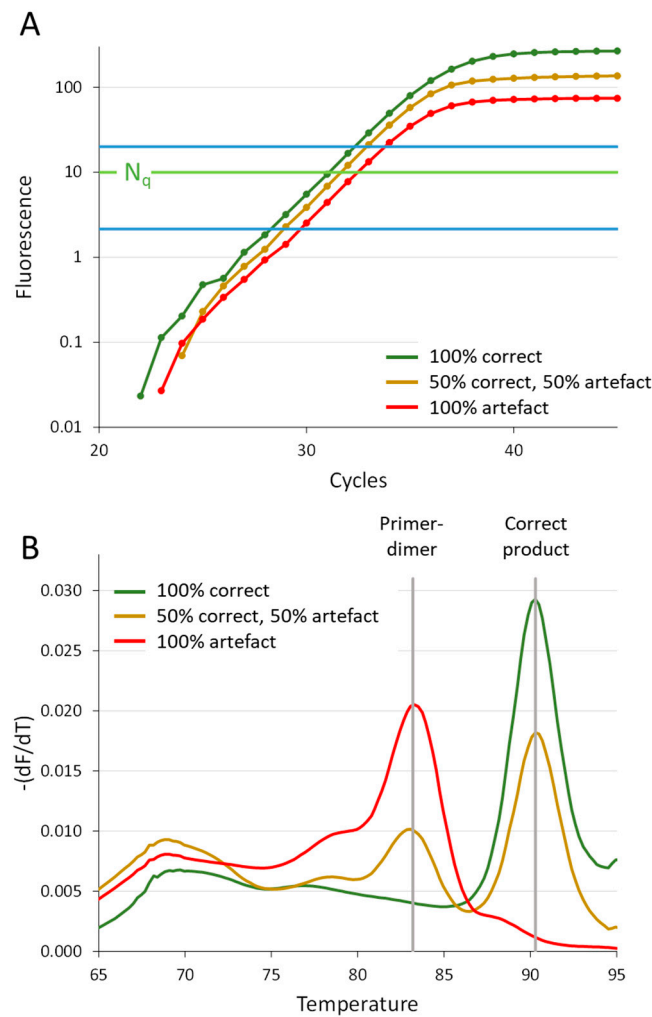 A
Fluorescence
100
10
1
0.1
0.01
Nq
100% correct
50% correct, 50% artefact
100% artefact
20
30
40
Cycles
B
Primer-
dimer
Correct
product
-(dF/dT)
0.030
0.025
0.020
0.015
0.010
0.005
0.000
100% correct
50% correct, 50% artefact
100% artefact
65
70
75
80
85
90
95
Temperature